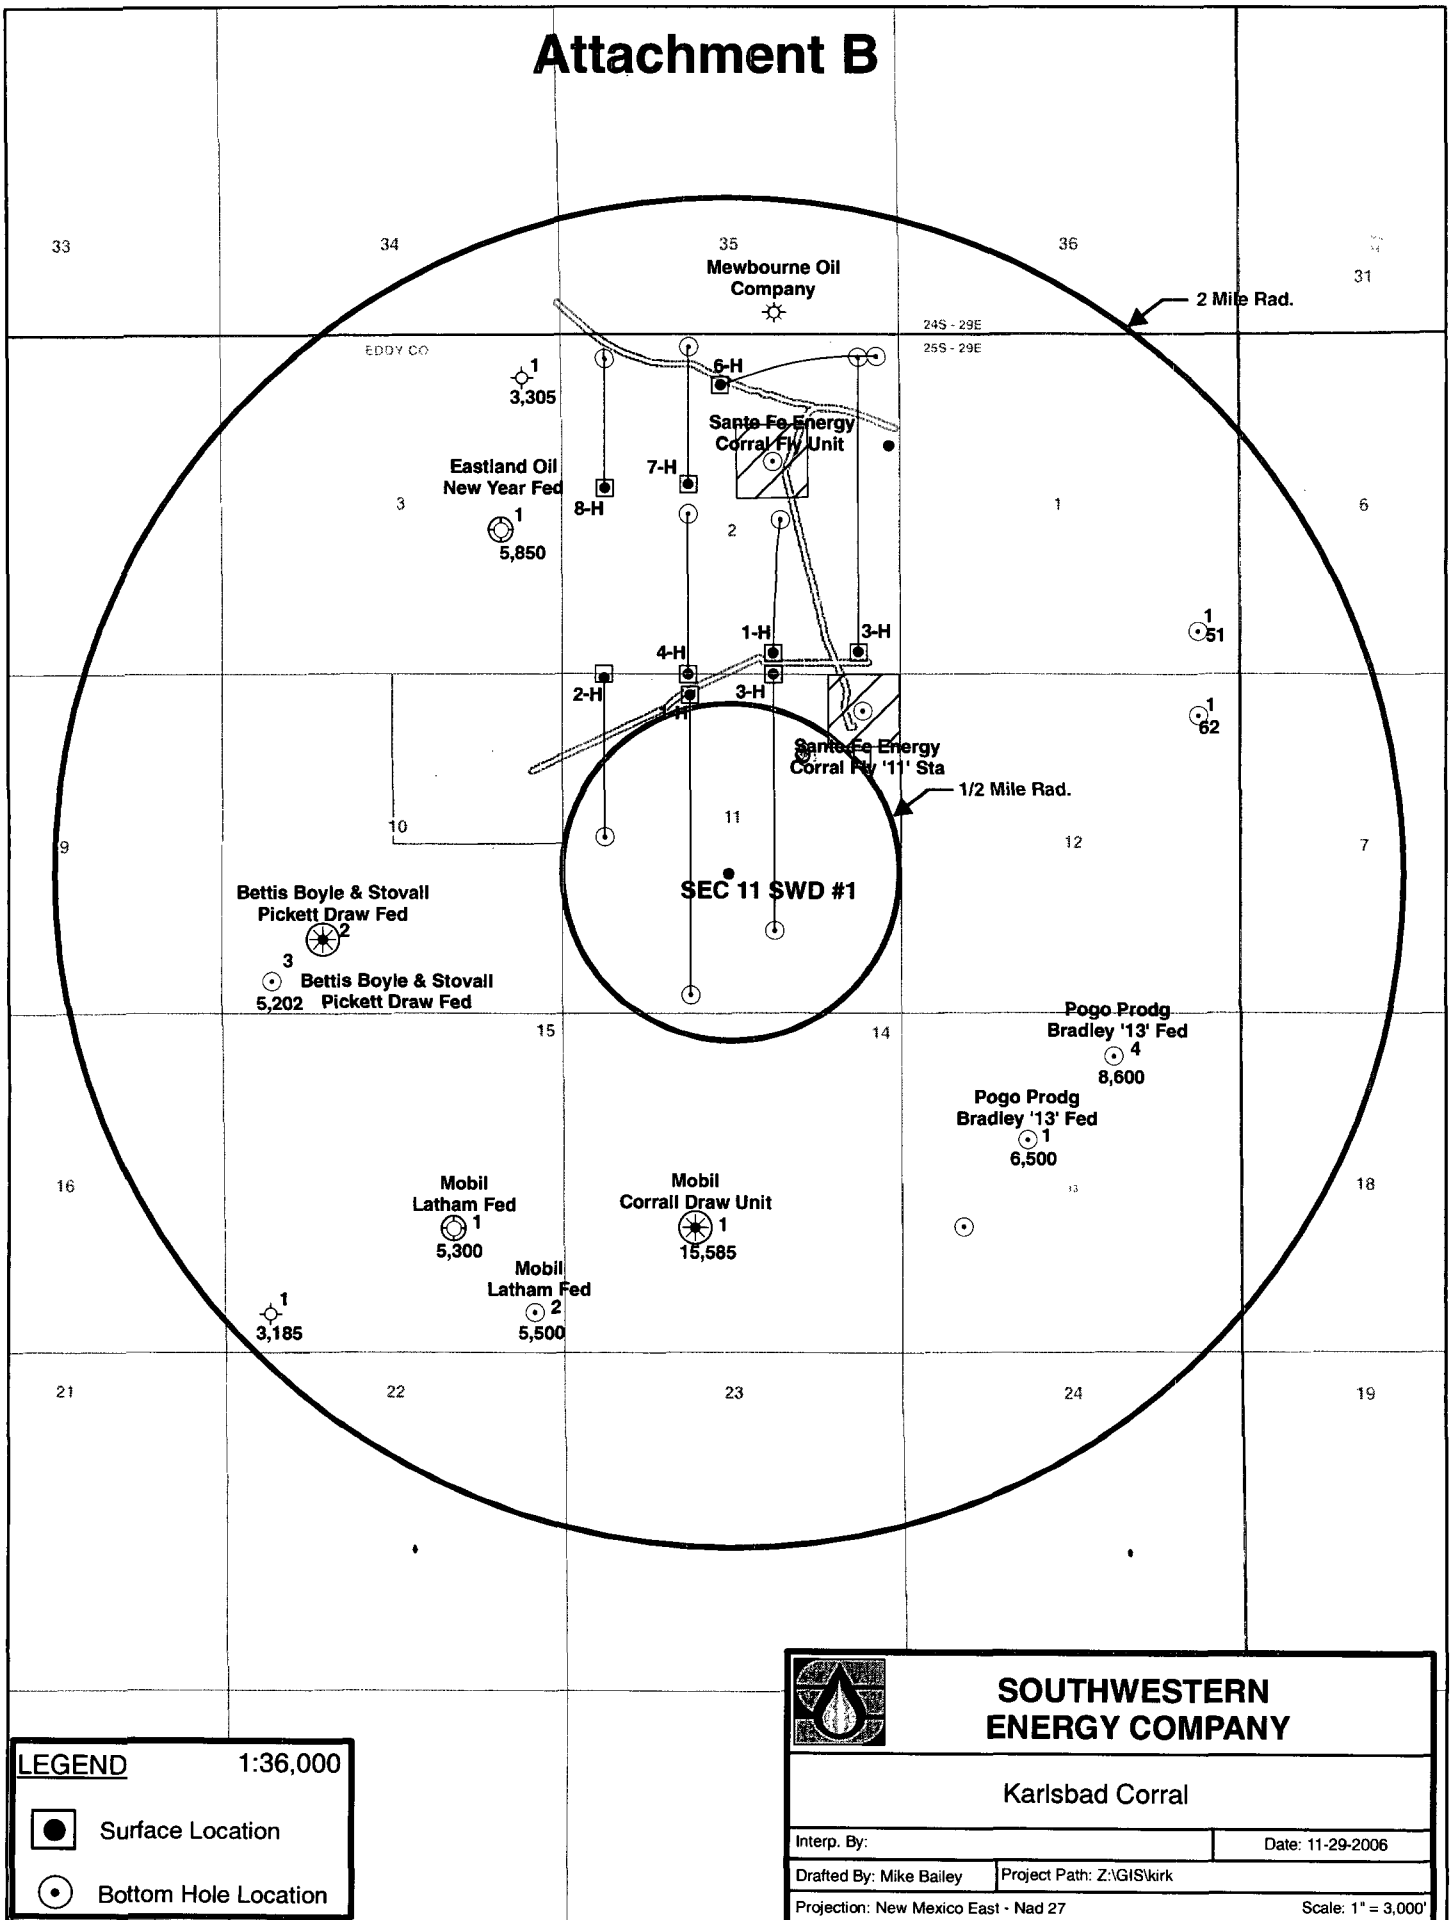 Attachment B
33
34
35
36
31
Mewbourne Oil
Company
2 Mile Rad.
24S - 29E
25S - 29E
EDDY CO
1
3,305
6-H
Sante Fe Energy
Corral Fly Unit
Eastland Oil
New Year Fed
7-H
8-H
3
1
5,850
2
1
6
1
51
1-H
3-H
4-H
2-H
3-H
1
62
Sante Fe Energy
Corral Fly '11' Sta
1/2 Mile Rad.
9
10
11
12
7
SEC 11 SWD #1
Bettis Boyle & Stovall
Pickett Draw Fed
2
3
5,202
Bettis Boyle & Stovall
Pickett Draw Fed
15
14
Pogo Prodg
Bradley '13' Fed
4
8,600
Pogo Prodg
Bradley '13' Fed
1
6,500
13
16
18
Mobil
Latham Fed
1
5,300
Mobil
Corrall Draw Unit
1
15,585
Mobil
Latham Fed
2
5,500
1
3,185
21
22
23
24
19
LEGEND 1:36,000
Surface Location
Bottom Hole Location
SOUTHWESTERN
ENERGY COMPANY
Karlsbad Corral
Interp. By: Date: 11-29-2006
Drafted By: Mike Bailey Project Path: Z:\GIS\kirk
Projection: New Mexico East - Nad 27 Scale: 1" = 3,000'